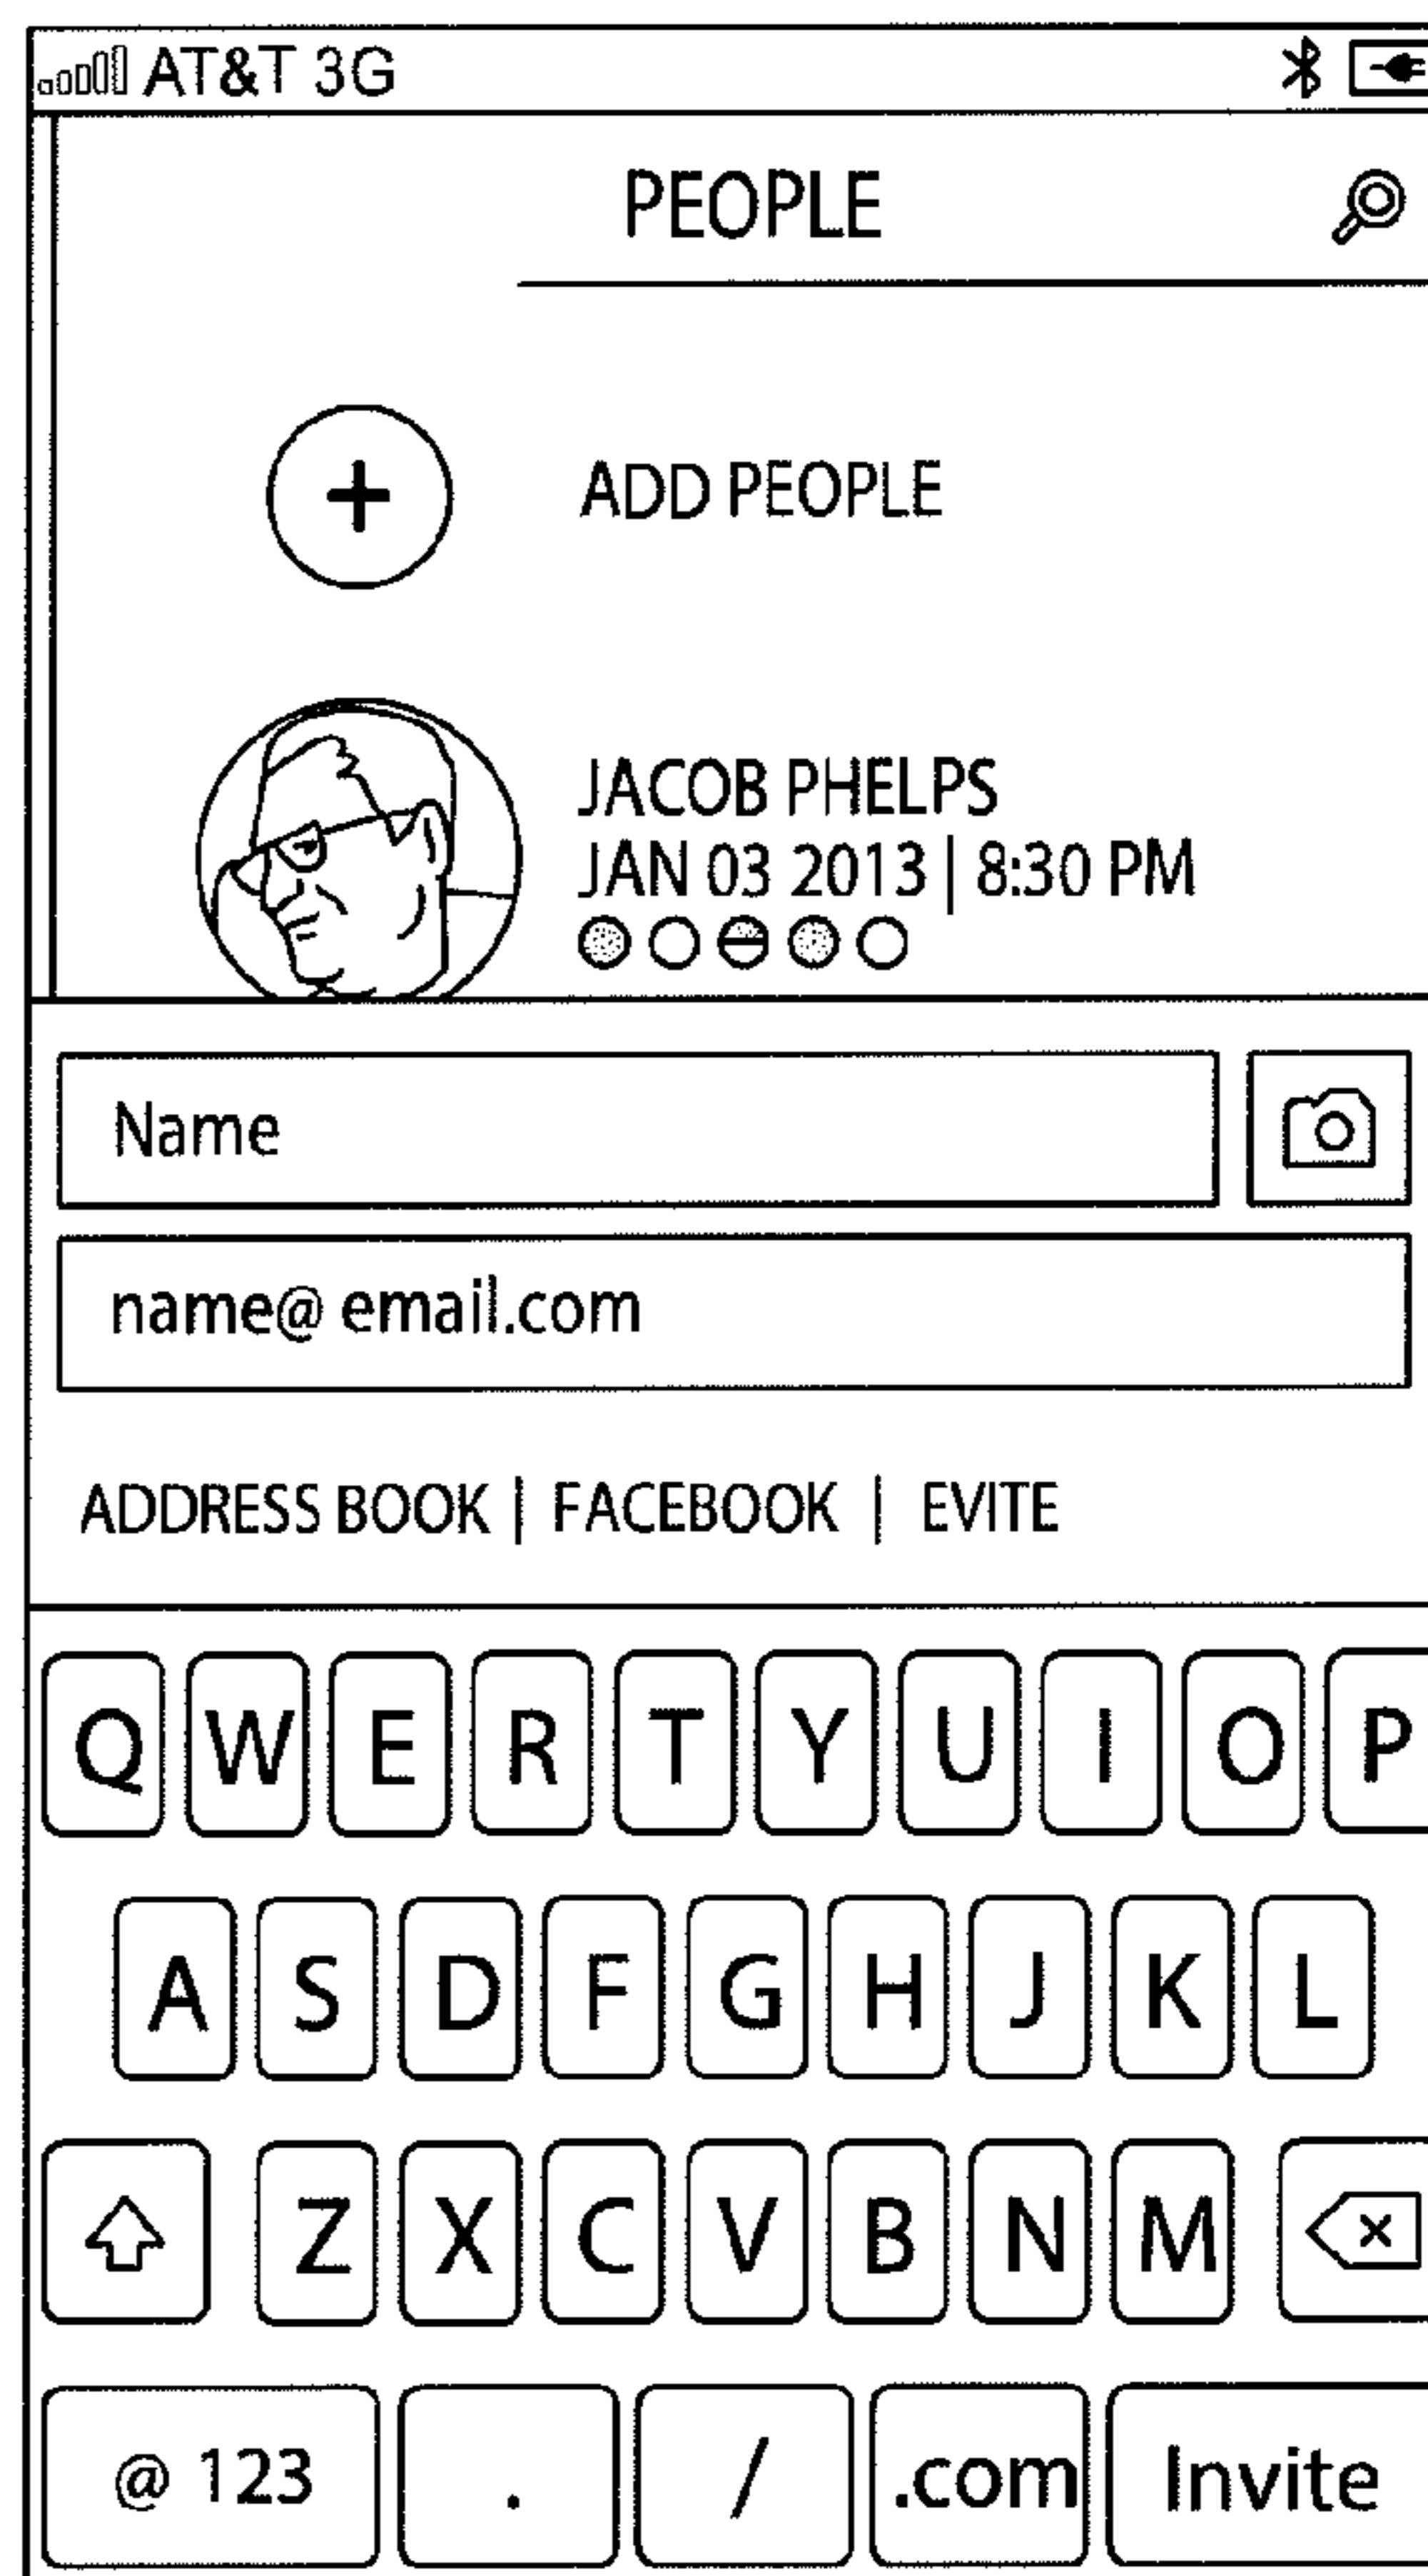 AT&T 3G
PEOPLE
+
ADD PEOPLE
JACOB PHELPS
JAN 03 2013 | 8:30 PM
Name
name@ email.com
ADDRESS BOOK | FACEBOOK | EVITE
Q W E R T Y U I O P
A S D F G H J K L
Z X C V B N M
@ 123 . / .com Invite